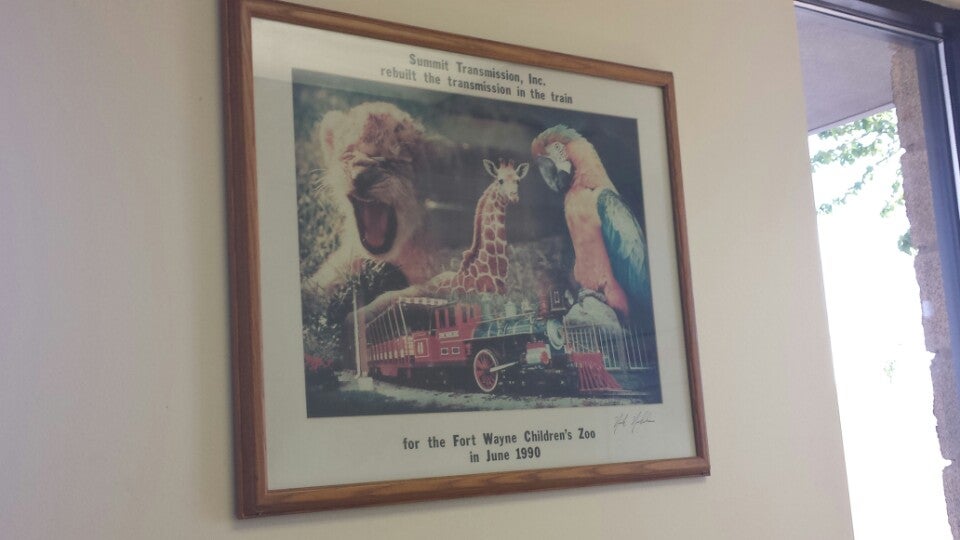 Summit Transmission, Inc.
rebuilt the transmission in the train
for the Fort Wayne Children's Zoo
in June 1990